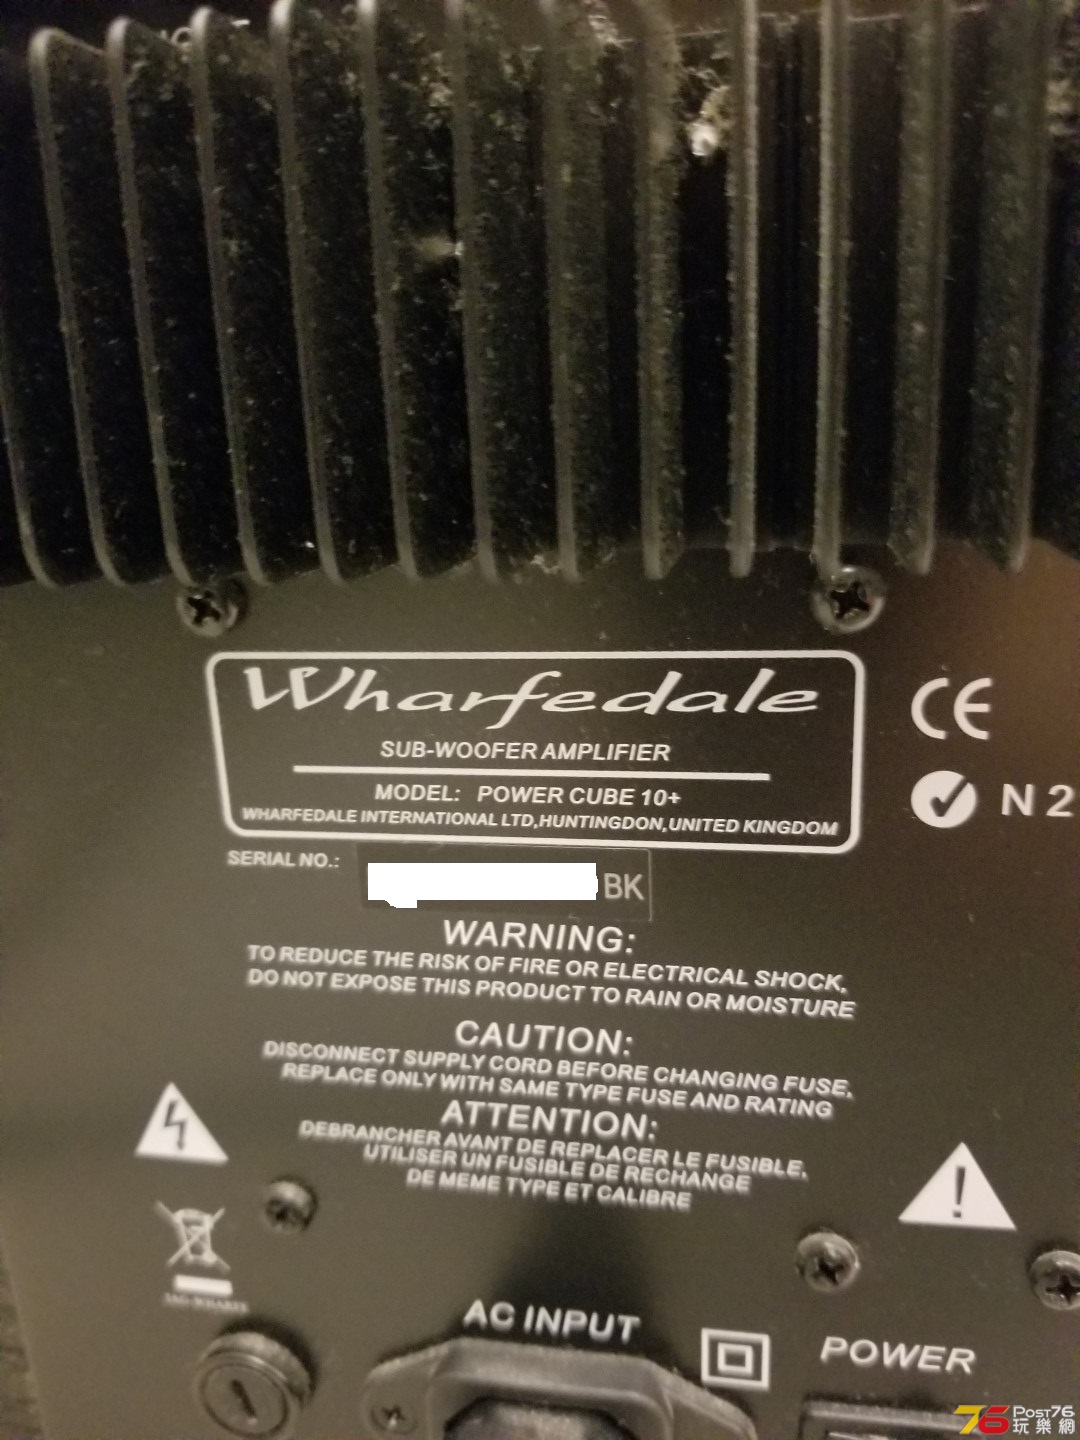 Wharfedale
SUB-WOOFER AMPLIFIER
MODEL: POWER CUBE 10+
WHARFEDALE INTERNATIONAL LTD,HUNTINGDON,UNITED KINGDOM
CE
N2
SERIAL NO.:
BK
WARNING:
TO REDUCE THE RISK OF FIRE OR ELECTRICAL SHOCK,
DO NOT EXPOSE THIS PRODUCT TO RAIN OR MOISTURE
CAUTION:
DISCONNECT SUPPLY CORD BEFORE CHANGING FUSE,
REPLACE ONLY WITH SAME TYPE FUSE AND RATING
ATTENTION:
DEBRANCHER AVANT DE REPLACER LE FUSIBLE,
UTILISER UN FUSIBLE DE RECHANGE
DE MEME TYPE ET CALIBRE
AC INPUT
POWER
76 Post76
玩樂網